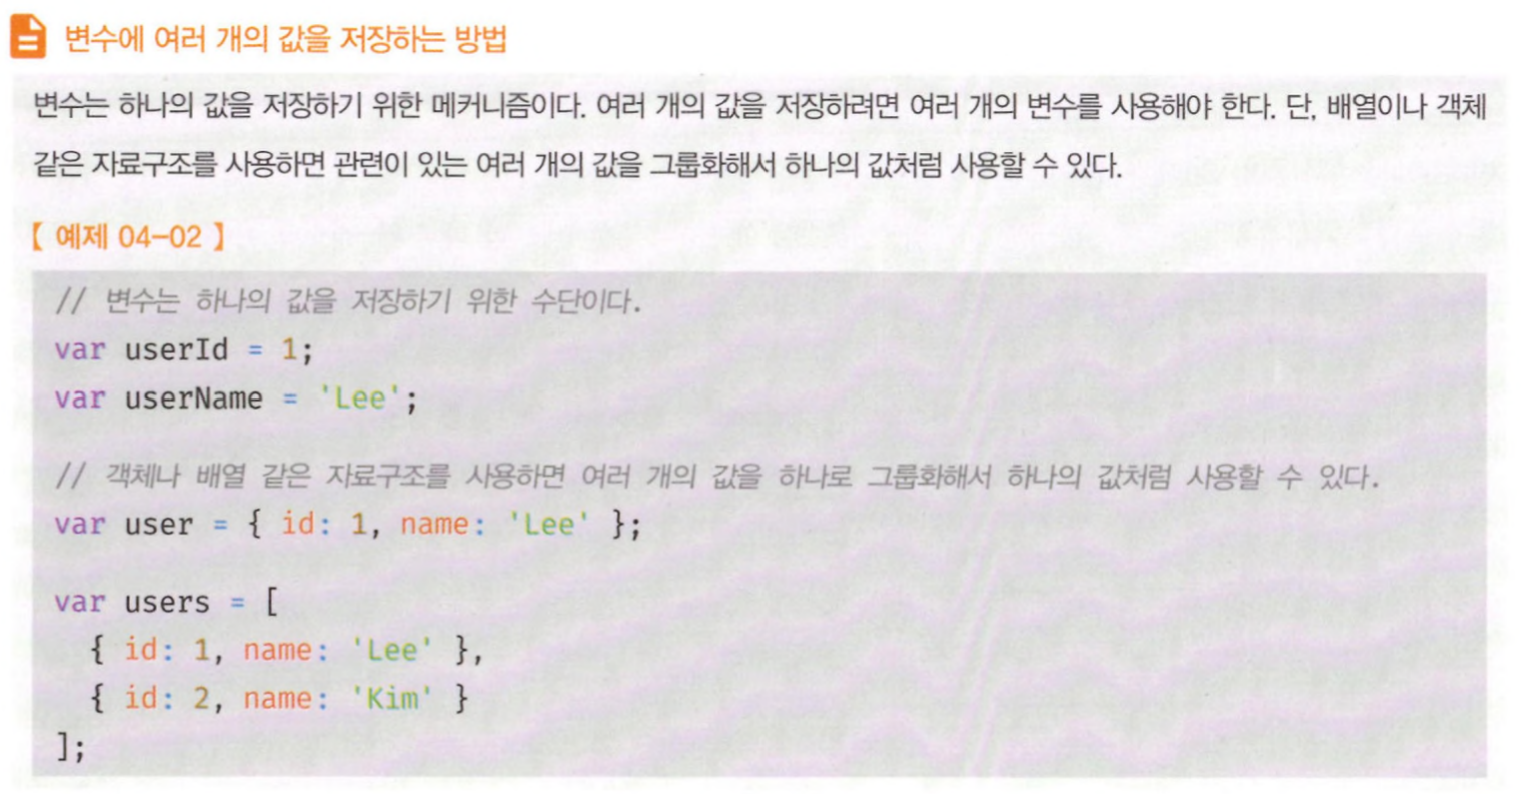 변수에 여러 개의 값을 저장하는 방법
변수는 하나의 값을 저장하기 위한 메커니즘이다. 여러 개의 값을 저장하려면 여러 개의 변수를 사용해야 한다. 단, 배열이나 객체
같은 자료구조를 사용하면 관련이 있는 여러 개의 값을 그룹화해서 하나의 값처럼 사용할 수 있다.
【 예제 04-02 】
// 변수는 하나의 값을 저장하기 위한 수단이다.
var userId = 1;
var userName = 'Lee';
// 객체나 배열 같은 자료구조를 사용하면 여러 개의 값을 하나로 그룹화해서 하나의 값처럼 사용할 수 있다.
var user = { id: 1, name: 'Lee' };
var users = [
  { id: 1, name: 'Lee' },
  { id: 2, name: 'Kim' }
];